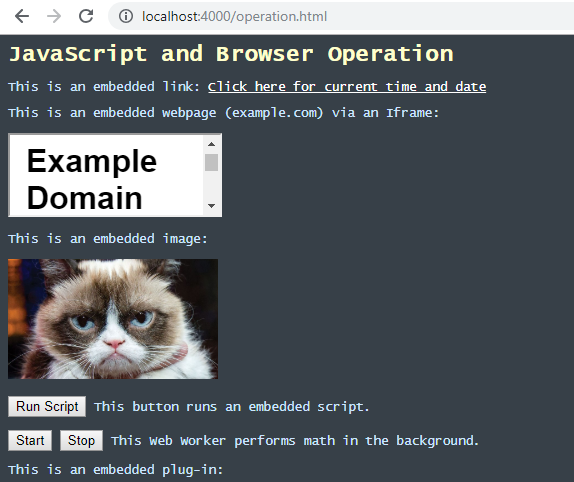 localhost:4000/operation.html
JavaScript and Browser Operation
This is an embedded link: Click here for current time and date
This is an embedded webpage (example.com) via an Iframe:
Example
Domain
This is an embedded image:
Run Script This button runs an embedded script.
Start Stop This Web Worker performs math in the background.
This is an embedded plug-in: